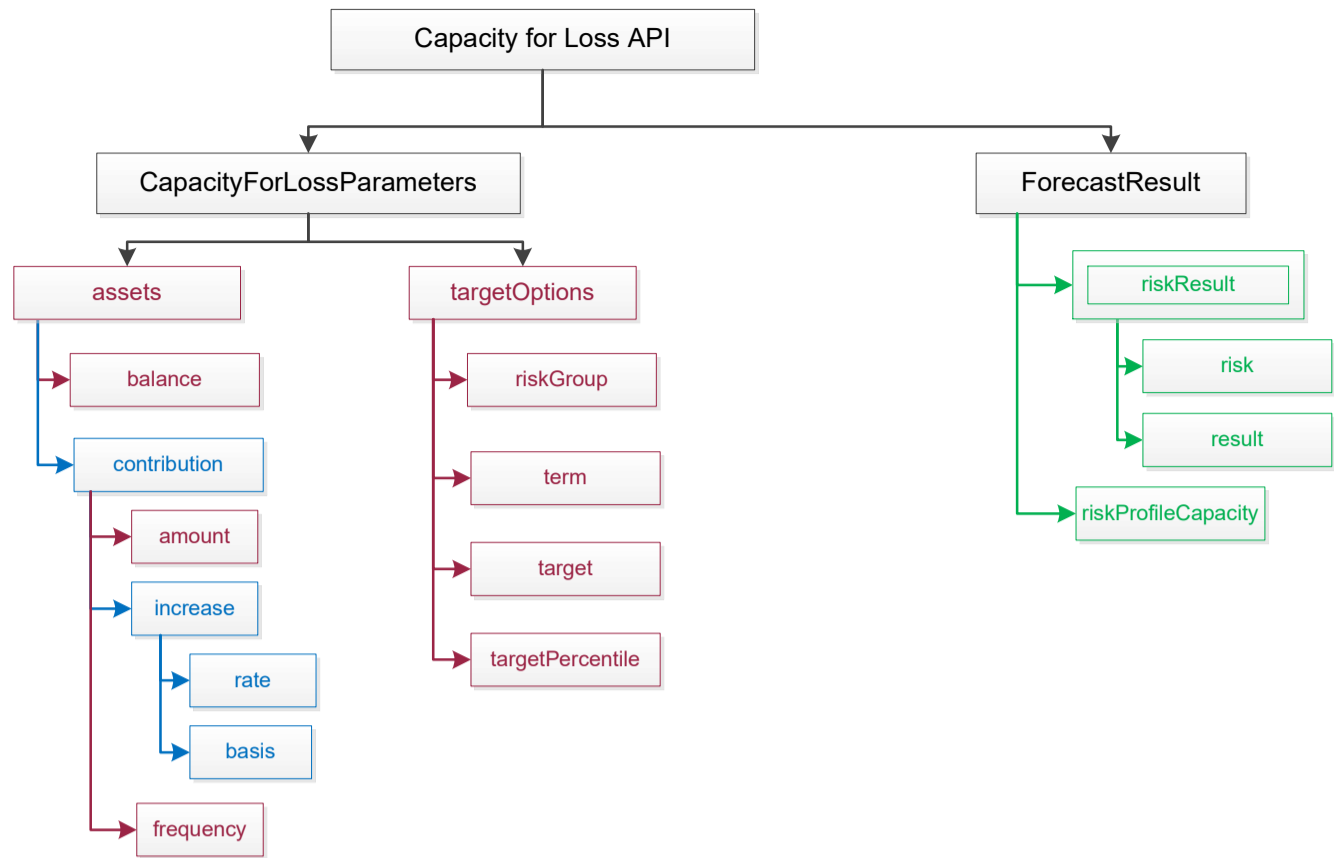 Capacity for Loss API
CapacityForLossParameters
ForecastResult
assets
targetOptions
riskResult
balance
riskGroup
risk
contribution
term
result
amount
target
riskProfileCapacity
increase
targetPercentile
rate
basis
frequency